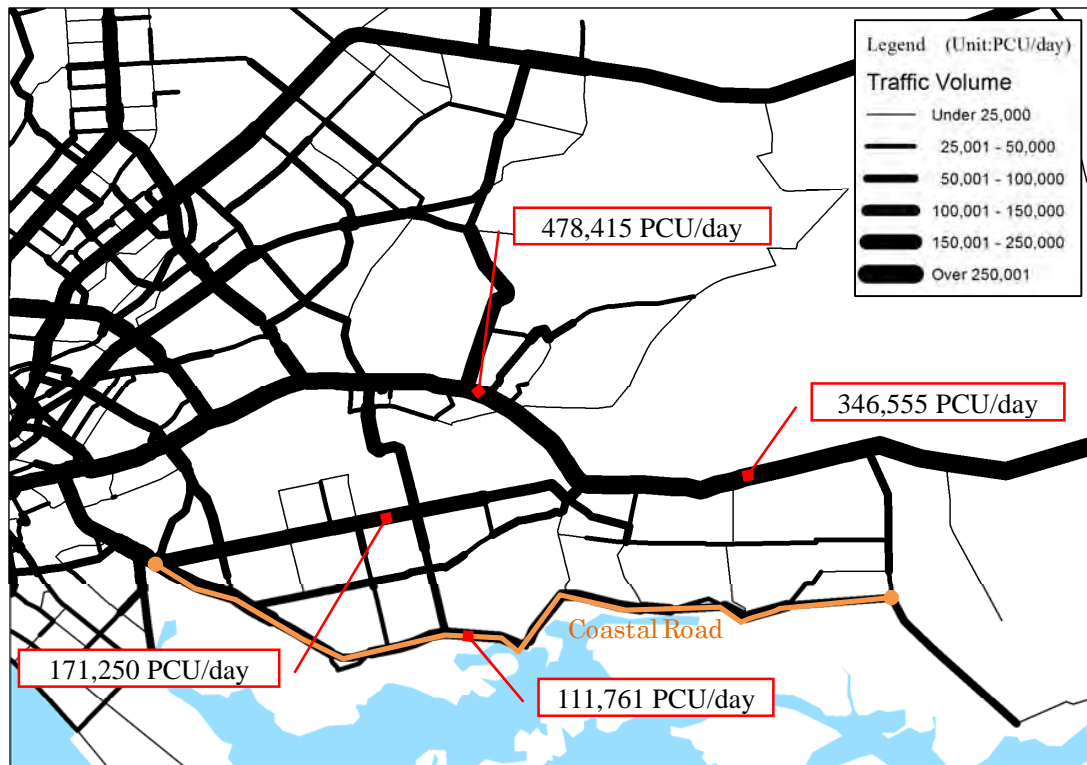 Legend (Unit:PCU/day)
Traffic Volume
Under 25,000
25,001 - 50,000
50,001 - 100,000
100,001 - 150,000
150,001 - 250,000
Over 250,001
478,415 PCU/day
346,555 PCU/day
Coastal Road
171,250 PCU/day
111,761 PCU/day